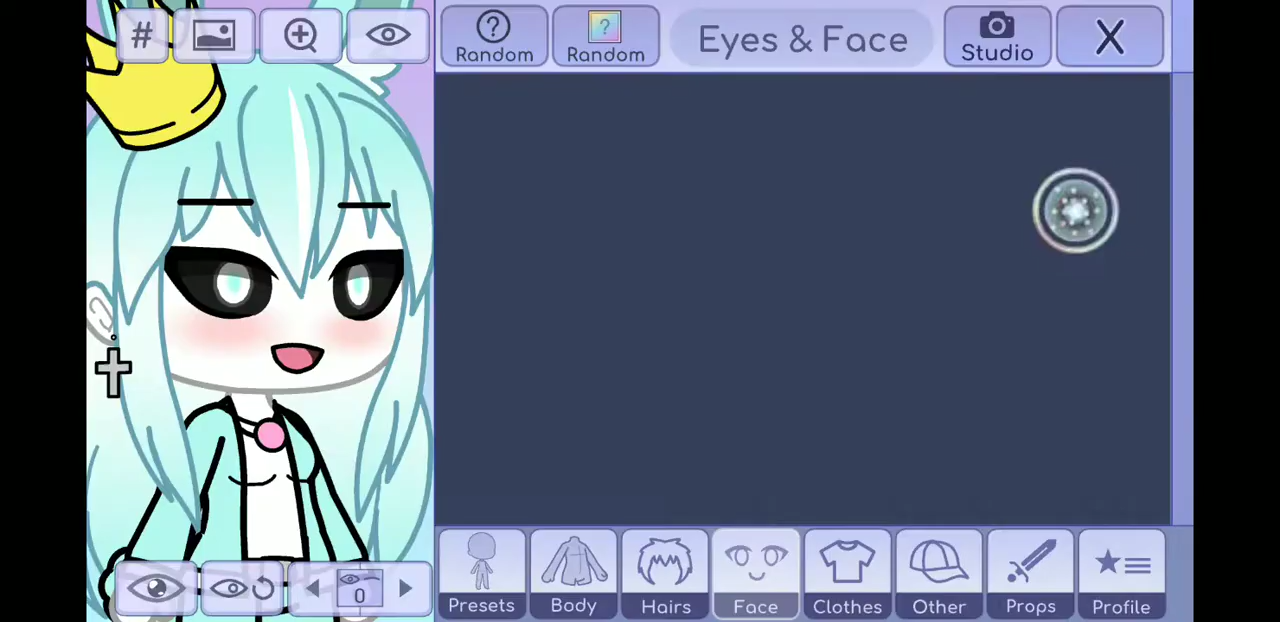 #
?
Random
?
Random
Eyes & Face
Studio
X
0
Presets
Body
Hairs
Face
Clothes
Other
Props
Profile